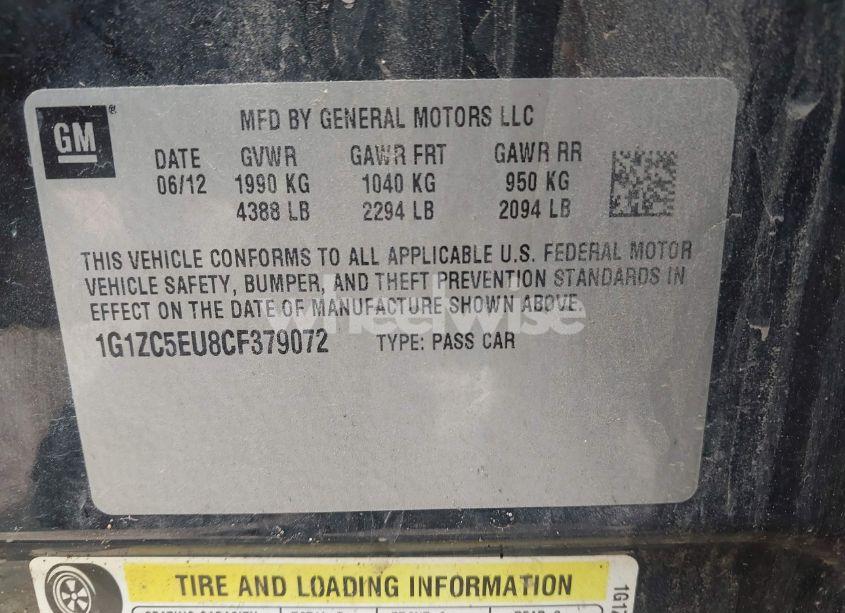 GM ®
MFD BY GENERAL MOTORS LLC
DATE GVWR GAWR FRT GAWR RR
06/12 1990 KG 1040 KG 950 KG
4388 LB 2294 LB 2094 LB
THIS VEHICLE CONFORMS TO ALL APPLICABLE U.S. FEDERAL MOTOR
VEHICLE SAFETY, BUMPER, AND THEFT PREVENTION STANDARDS IN
EFFECT ON THE DATE OF MANUFACTURE SHOWN ABOVE.
wheelwise
1G1ZC5EU8CF379072 TYPE: PASS CAR
TIRE AND LOADING INFORMATION
1G1Z